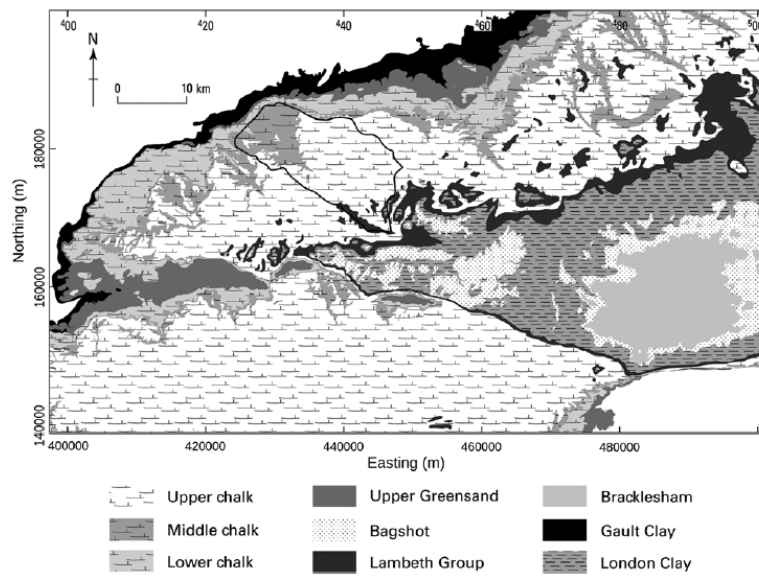 400 420 440 460 480 500
N
0 10 km
180000
160000
140000
Northing (m)
400000 420000 440000 460000 480000
Easting (m)
Upper chalk Upper Greensand Bracklesham
Middle chalk Bagshot Gault Clay
Lower chalk Lambeth Group London Clay